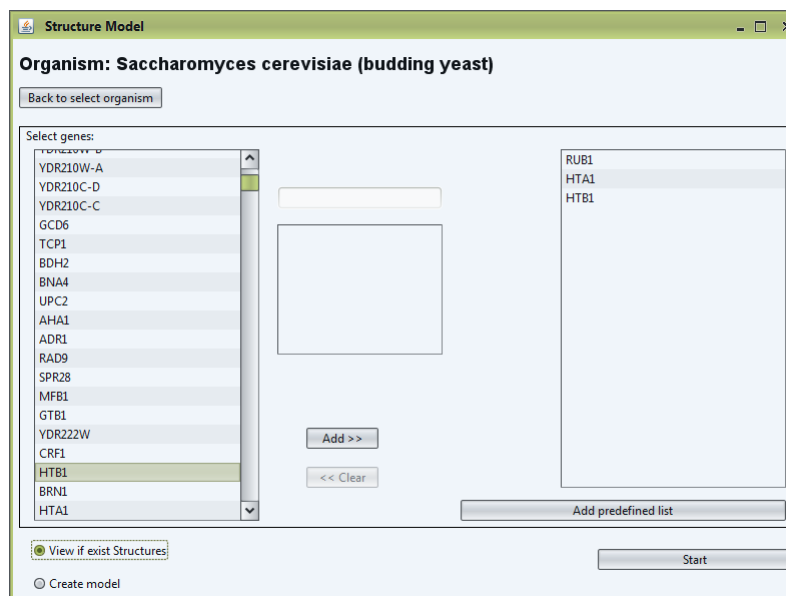 Structure Model
Organism: Saccharomyces cerevisiae (budding yeast)
Back to select organism
Select genes:
YDR210W-B
YDR210W-A
YDR210C-D
YDR210C-C
GCD6
TCP1
BDH2
BNA4
UPC2
AHA1
ADR1
RAD9
SPR28
MFB1
GTB1
YDR222W
CRF1
HTB1
BRN1
HTA1
Add >>
<< Clear
RUB1
HTA1
HTB1
Add predefined list
View if exist Structures
Create model
Start